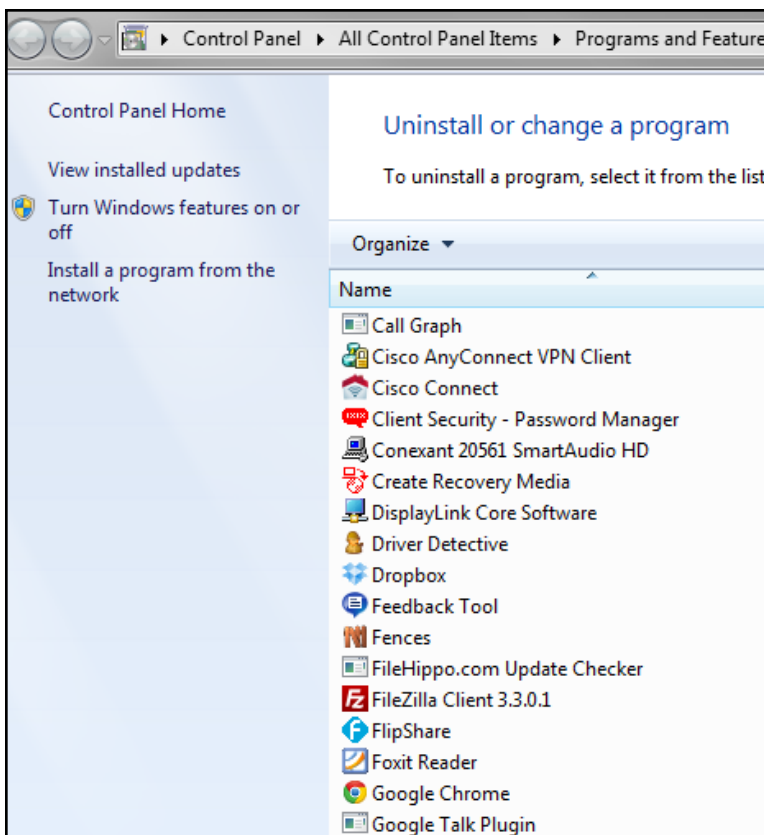 Control Panel ▸ All Control Panel Items ▸ Programs and Feature
Control Panel Home
View installed updates
Turn Windows features on or
off
Install a program from the
network
Uninstall or change a program
To uninstall a program, select it from the list
Organize
Name
Call Graph
Cisco AnyConnect VPN Client
Cisco Connect
Client Security - Password Manager
Conexant 20561 SmartAudio HD
Create Recovery Media
DisplayLink Core Software
Driver Detective
Dropbox
Feedback Tool
Fences
FileHippo.com Update Checker
FileZilla Client 3.3.0.1
FlipShare
Foxit Reader
Google Chrome
Google Talk Plugin